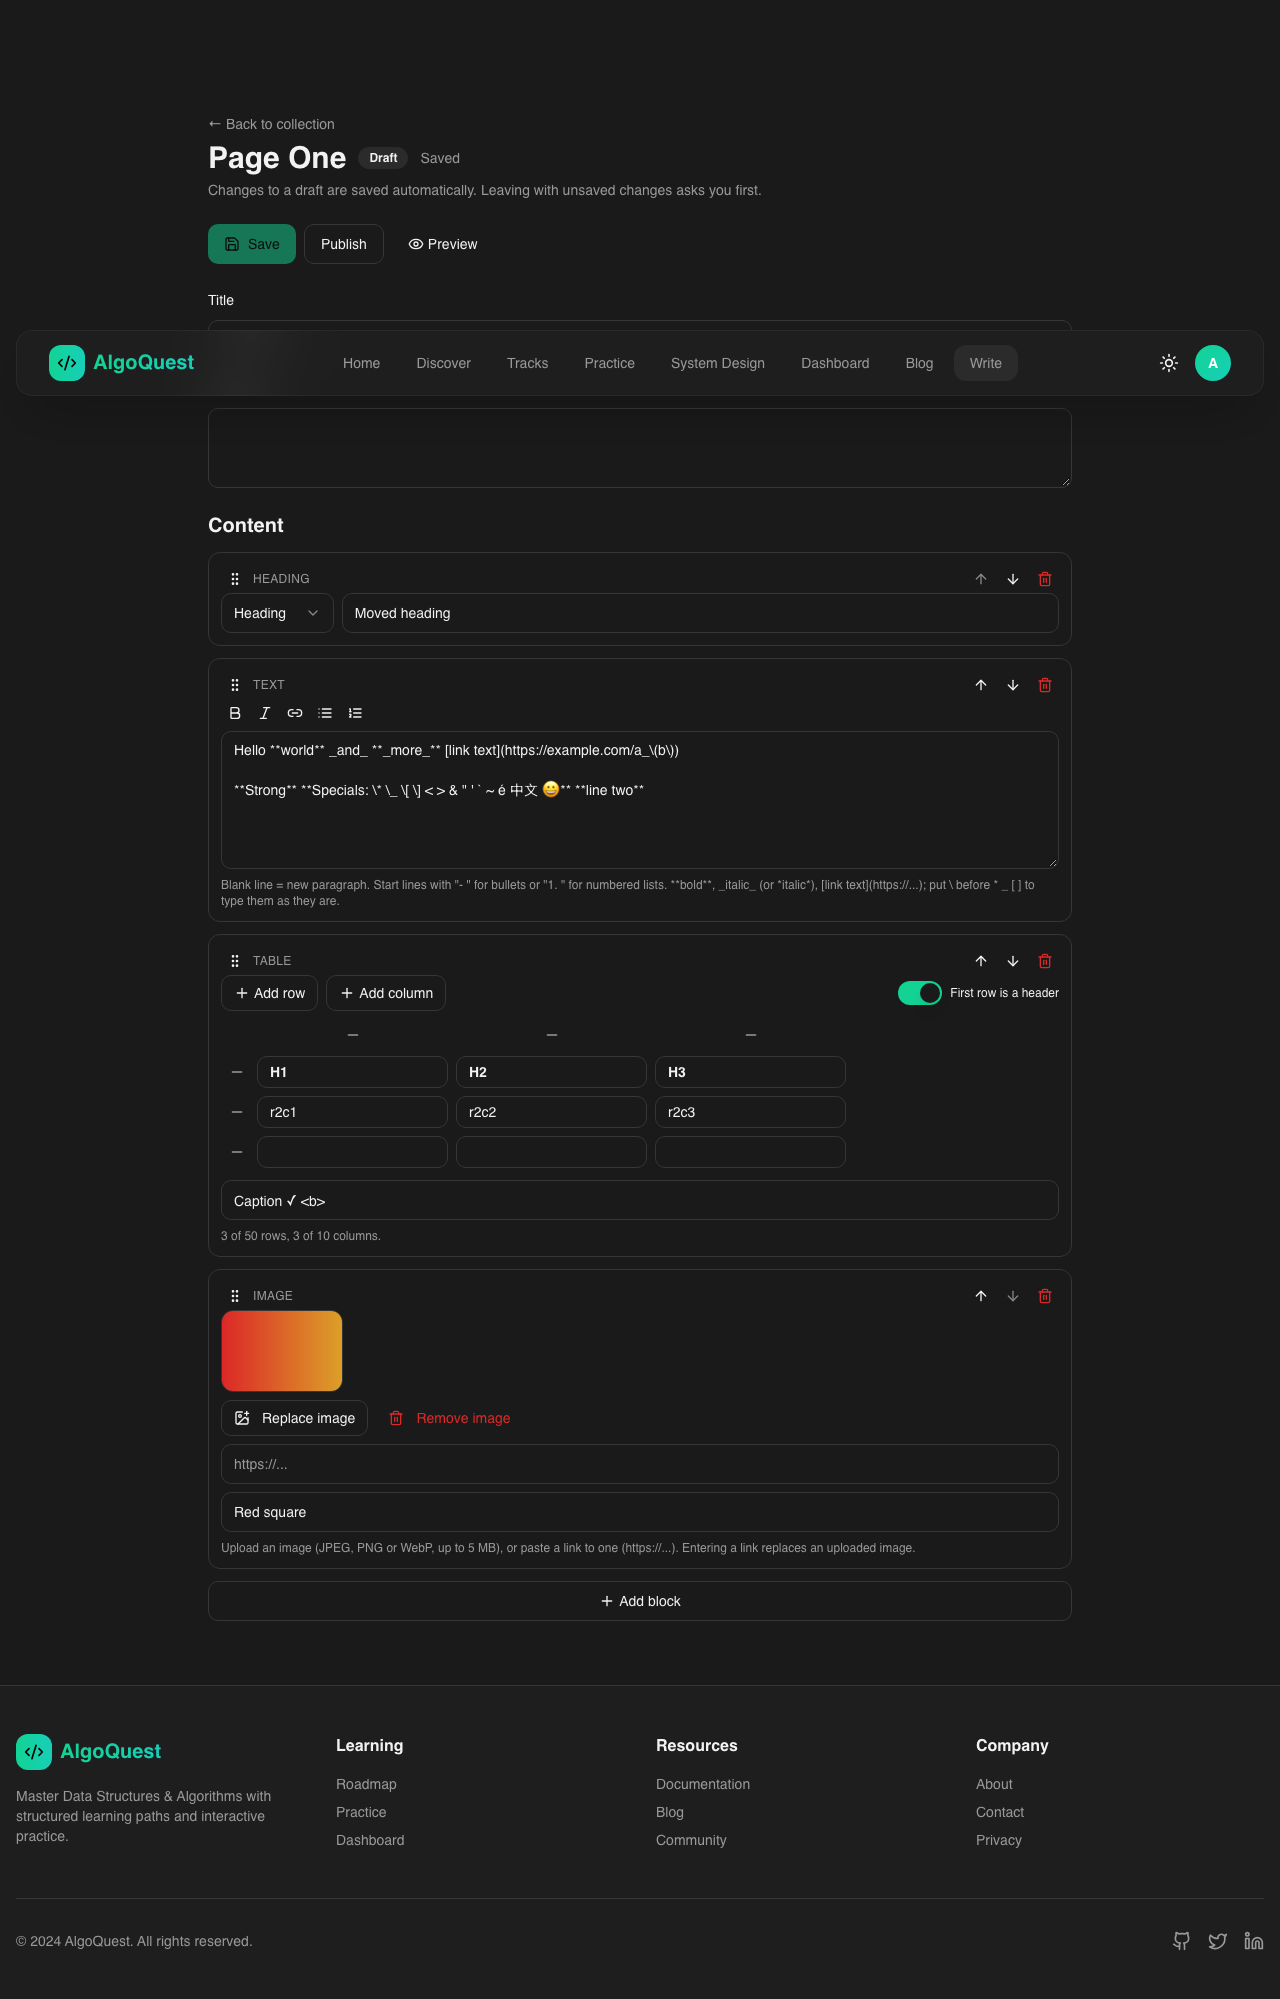 ← Back to collection
Page One Draft Saved
Changes to a draft are saved automatically. Leaving with unsaved changes asks you first.
Save Publish Preview
Title
AlgoQuest Home Discover Tracks Practice System Design Dashboard Blog Write A
Content
HEADING
Heading Moved heading
TEXT
Hello **world** _and_ **_more_** [link text](https://example.com/a_\(b\))
**Strong** **Specials: \* \_ \[ \] < > & " ' ` ~ é 中文 😀** **line two**
Blank line = new paragraph. Start lines with "- " for bullets or "1. " for numbered lists. **bold**, _italic_ (or *italic*), [link text](https://...); put \ before * _ [ ] to
type them as they are.
TABLE
Add row Add column First row is a header
H1 H2 H3
r2c1 r2c2 r2c3
Caption ✓ <b>
3 of 50 rows, 3 of 10 columns.
IMAGE
Replace image Remove image
https://...
Red square
Upload an image (JPEG, PNG or WebP, up to 5 MB), or paste a link to one (https://...). Entering a link replaces an uploaded image.
Add block
AlgoQuest
Master Data Structures & Algorithms with
structured learning paths and interactive
practice.
Learning
Roadmap
Practice
Dashboard
Resources
Documentation
Blog
Community
Company
About
Contact
Privacy
© 2024 AlgoQuest. All rights reserved.